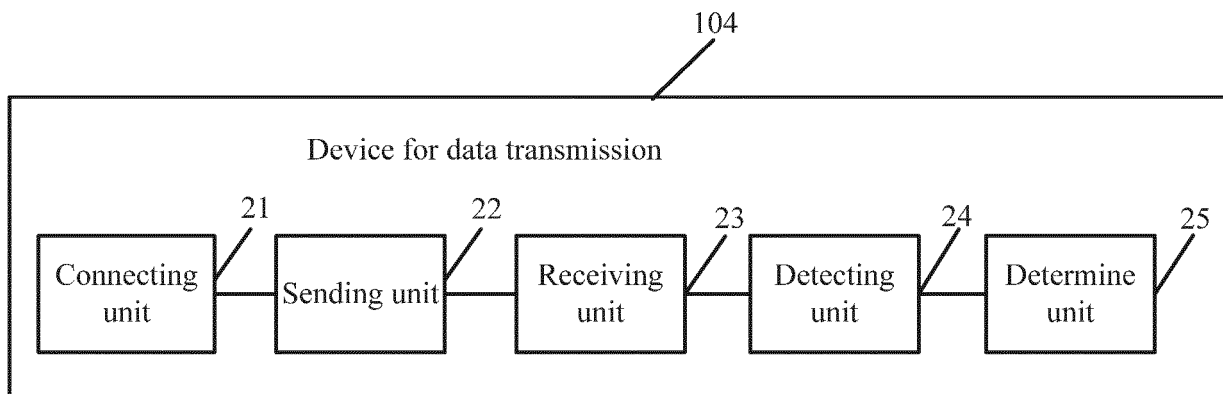 104
Device for data transmission
21
22
23
24
25
Connecting
unit
Sending unit
Receiving
unit
Detecting
unit
Determine
unit